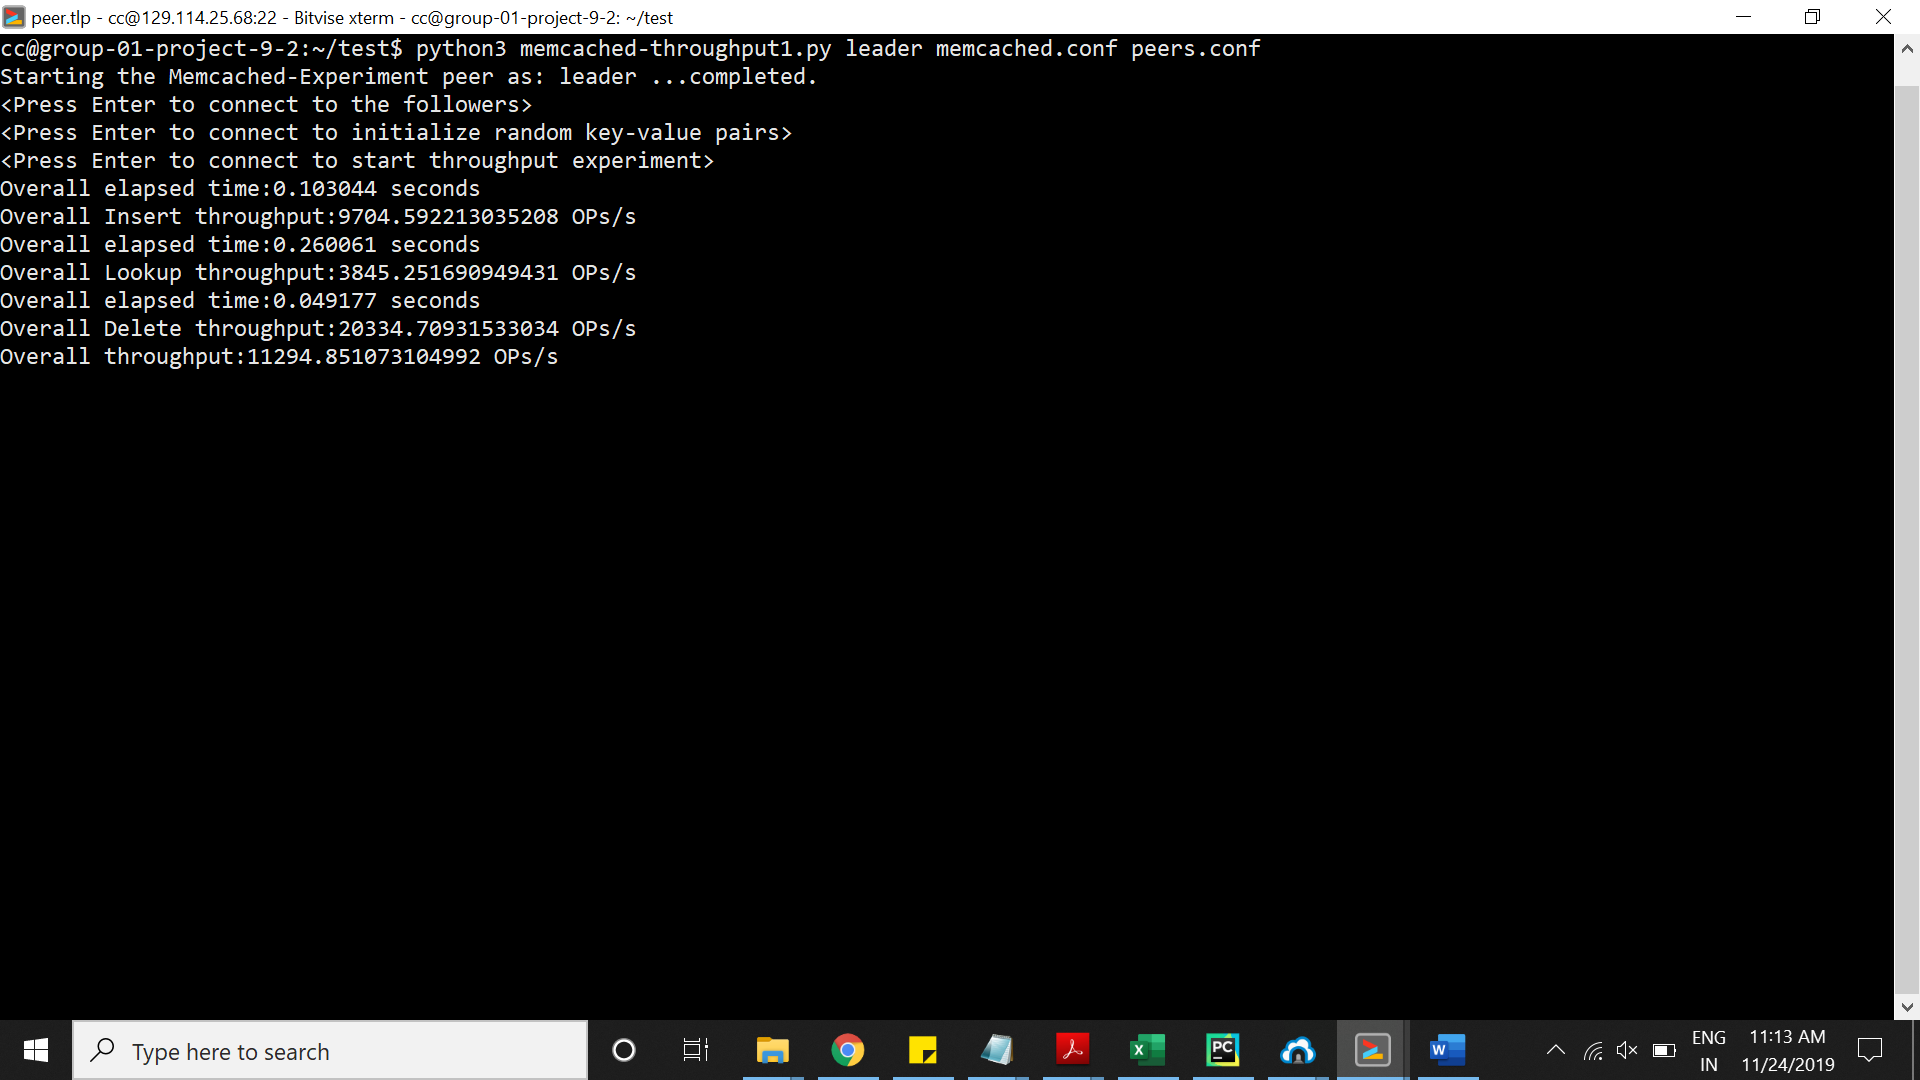 peer.tlp - cc@129.114.25.68:22 - Bitvise xterm - cc@group-01-project-9-2: ~/test
cc@group-01-project-9-2:~/test$ python3 memcached-throughput1.py leader memcached.conf peers.conf
Starting the Memcached-Experiment peer as: leader ...completed.
<Press Enter to connect to the followers>
<Press Enter to connect to initialize random key-value pairs>
<Press Enter to connect to start throughput experiment>
Overall elapsed time:0.103044 seconds
Overall Insert throughput:9704.592213035208 OPs/s
Overall elapsed time:0.260061 seconds
Overall Lookup throughput:3845.251690949431 OPs/s
Overall elapsed time:0.049177 seconds
Overall Delete throughput:20334.70931533034 OPs/s
Overall throughput:11294.851073104992 OPs/s
Type here to search
PC
X
W
ENG
IN
11:13 AM
11/24/2019